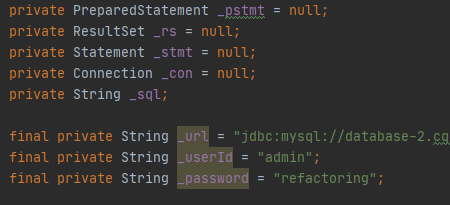 private PreparedStatement _pstmt = null;
private ResultSet _rs = null;
private Statement _stmt = null;
private Connection _con = null;
private String _sql;
final private String _url = "jdbc:mysql://database-2.cq
final private String _userId = "admin";
final private String _password = "refactoring";